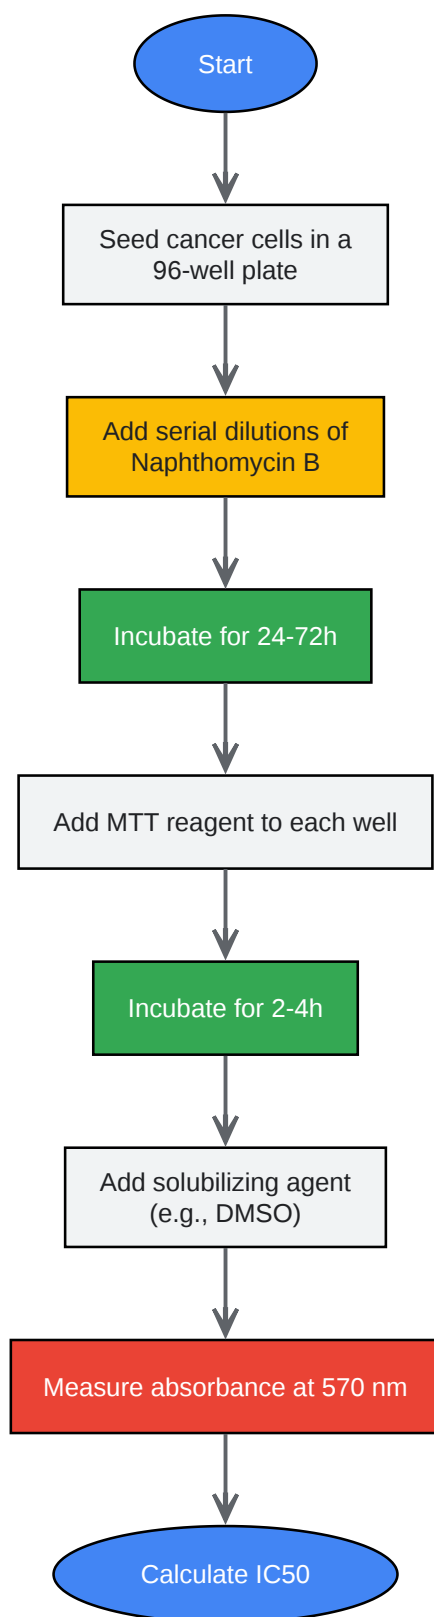 Start
Seed cancer cells in a
96-well plate
Add serial dilutions of
Naphthomycin B
Incubate for 24-72h
Add MTT reagent to each well
Incubate for 2-4h
Add solubilizing agent
(e.g., DMSO)
Measure absorbance at 570 nm
Calculate IC50